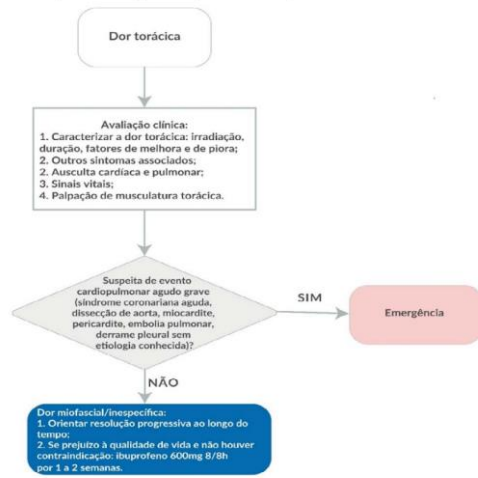 Dor torácica
Avaliação clínica:
1. Caracterizar a dor torácica: irradiação,
duração, fatores de melhora e de piora;
2. Outros sintomas associados;
2. Ausculta cardíaca e pulmonar;
3. Sinais vitais;
4. Palpação de musculatura torácica.
Suspeita de evento
cardiopulmonar agudo grave
(síndrome coronariana aguda,
dissecção de aorta, miocardite,
pericardite, embolia pulmonar,
derrame pleural sem
etiologia conhecida)?
SIM
Emergência
NÃO
Dor miofascial/inespecífica:
1. Orientar resolução progressiva ao longo do
tempo;
2. Se prejuízo à qualidade de vida e não houver
contraindicação: ibuprofeno 600mg 8/8h
por 1 a 2 semanas.